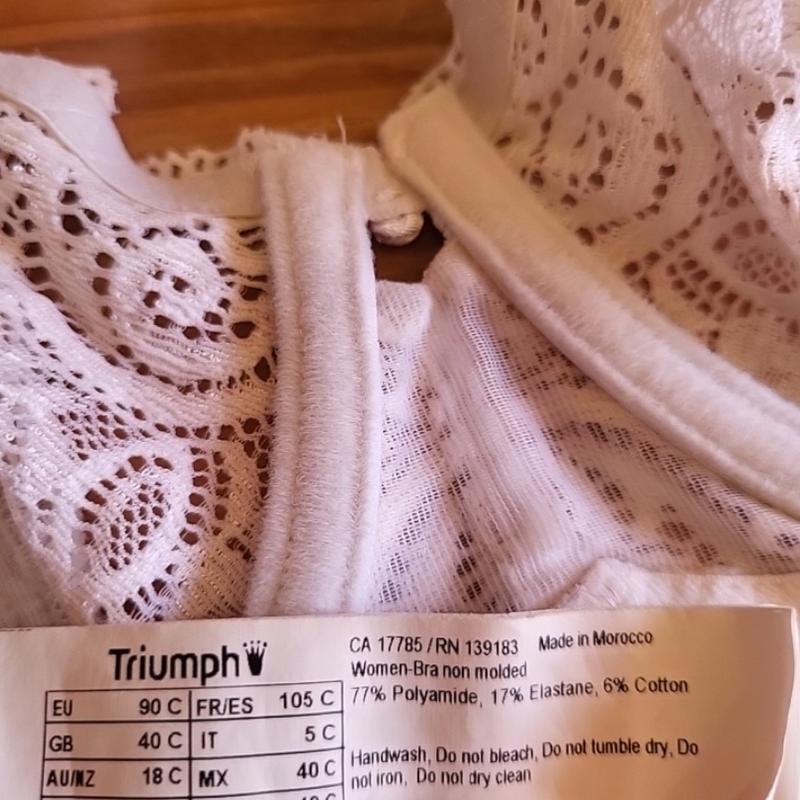 Triumph
CA 17785 / RN 139183 Made in Morocco
Women-Bra non molded
77% Polyamide, 17% Elastane, 6% Cotton
EU 90 C FR/ES 105 C
GB 40 C IT 5 C
AU/NZ 18 C MX 40 C
Handwash, Do not bleach, Do not tumble dry, Do
not iron, Do not dry clean